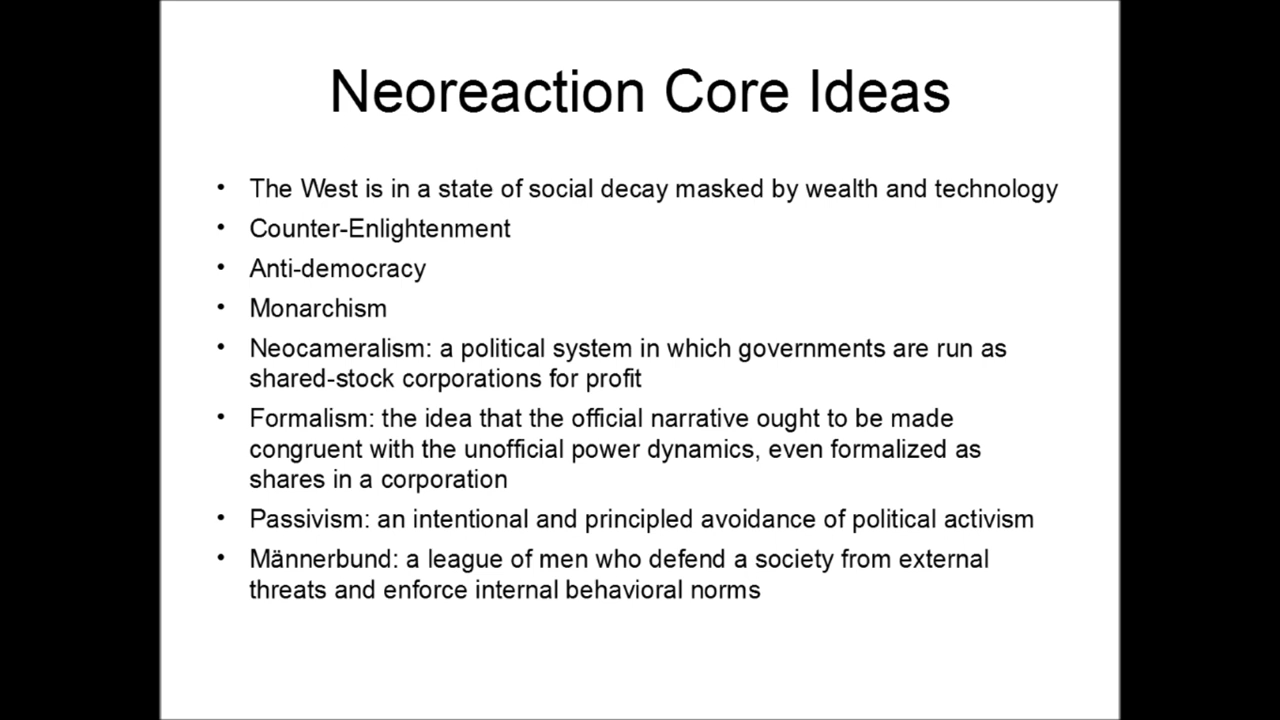 Neoreaction Core Ideas
• The West is in a state of social decay masked by wealth and technology
• Counter-Enlightenment
• Anti-democracy
• Monarchism
• Neocameralism: a political system in which governments are run as
shared-stock corporations for profit
• Formalism: the idea that the official narrative ought to be made
congruent with the unofficial power dynamics, even formalized as
shares in a corporation
• Passivism: an intentional and principled avoidance of political activism
• Männerbund: a league of men who defend a society from external
threats and enforce internal behavioral norms